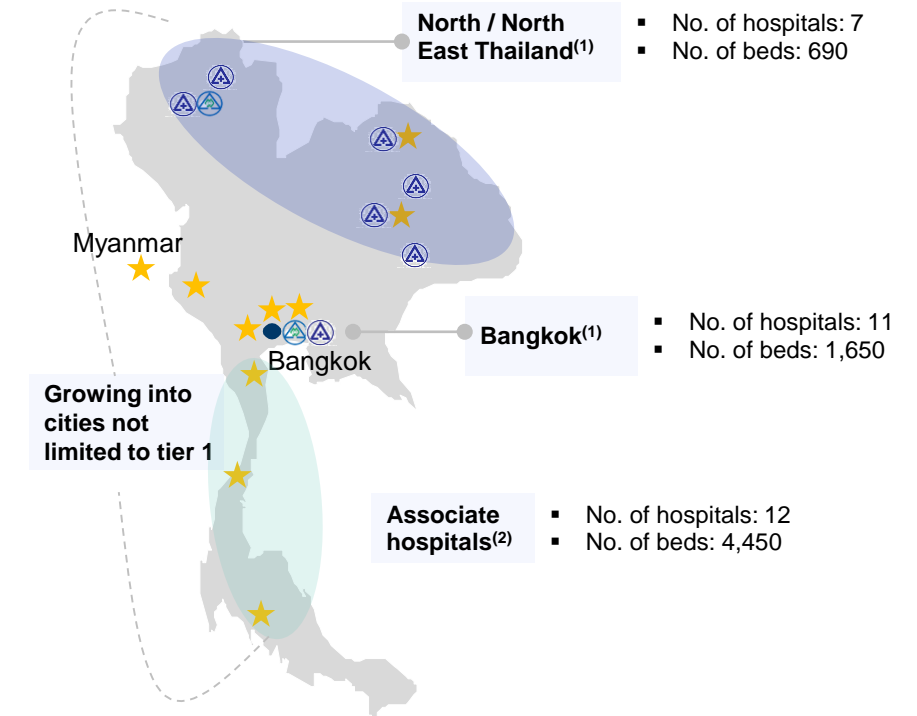 North / North
East Thailand(1)
▪ No. of hospitals: 7
▪ No. of beds: 690
Myanmar
Bangkok(1)
▪ No. of hospitals: 11
▪ No. of beds: 1,650
Bangkok
Growing into
cities not
limited to tier 1
Associate
hospitals(2)
▪ No. of hospitals: 12
▪ No. of beds: 4,450